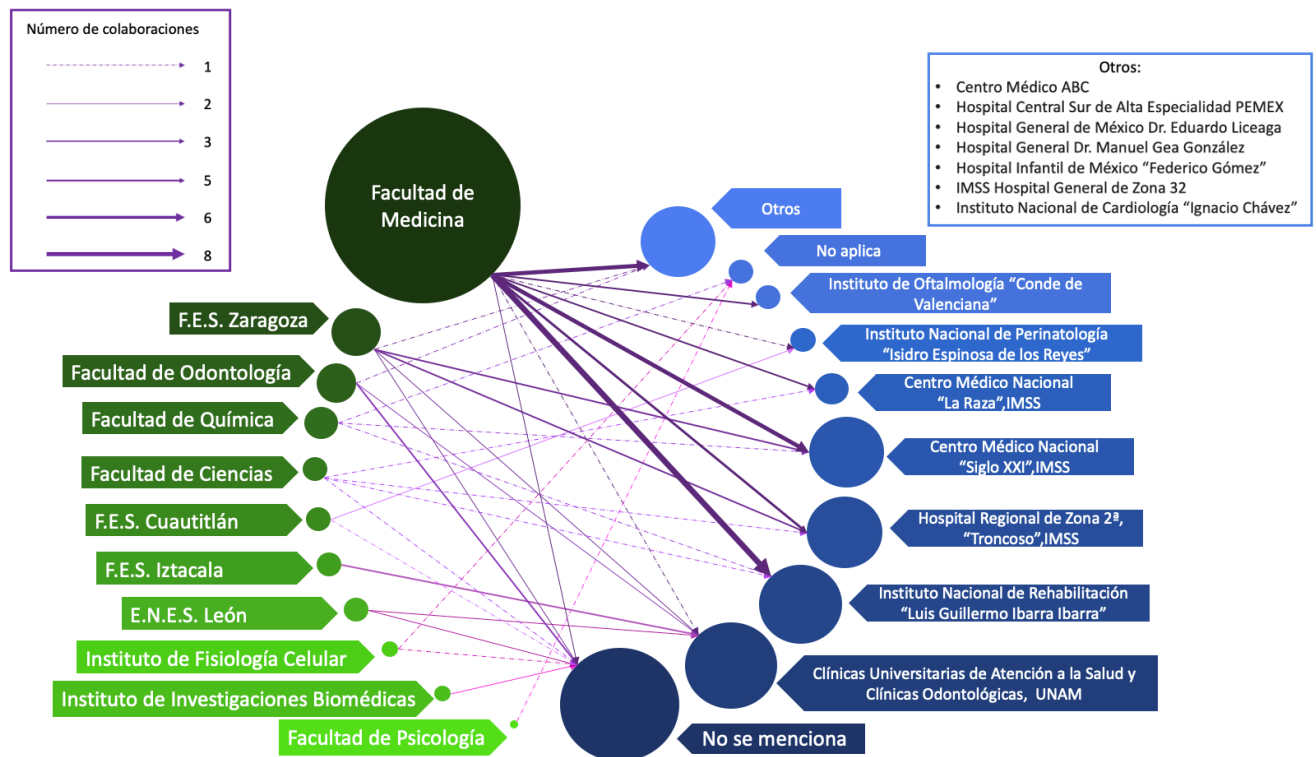 Número de colaboraciones
1
2
3
5
6
8
Otros:
• Centro Médico ABC
• Hospital Central Sur de Alta Especialidad PEMEX
• Hospital General de México Dr. Eduardo Liceaga
• Hospital General Dr. Manuel Gea González
• Hospital Infantil de México “Federico Gómez”
• IMSS Hospital General de Zona 32
• Instituto Nacional de Cardiología “Ignacio Chávez”
Facultad de
Medicina
F.E.S. Zaragoza
Facultad de Odontología
Facultad de Química
Facultad de Ciencias
F.E.S. Cuautitlán
F.E.S. Iztacala
E.N.E.S. León
Instituto de Fisiología Celular
Instituto de Investigaciones Biomédicas
Facultad de Psicología
Otros
No aplica
Instituto de Oftalmología “Conde de
Valenciana”
Instituto Nacional de Perinatología
“Isidro Espinosa de los Reyes”
Centro Médico Nacional
“La Raza”,IMSS
Centro Médico Nacional
“Siglo XXI”,IMSS
Hospital Regional de Zona 2ª,
“Troncoso”,IMSS
Instituto Nacional de Rehabilitación
“Luis Guillermo Ibarra Ibarra”
Clínicas Universitarias de Atención a la Salud y
Clínicas Odontológicas, UNAM
No se menciona